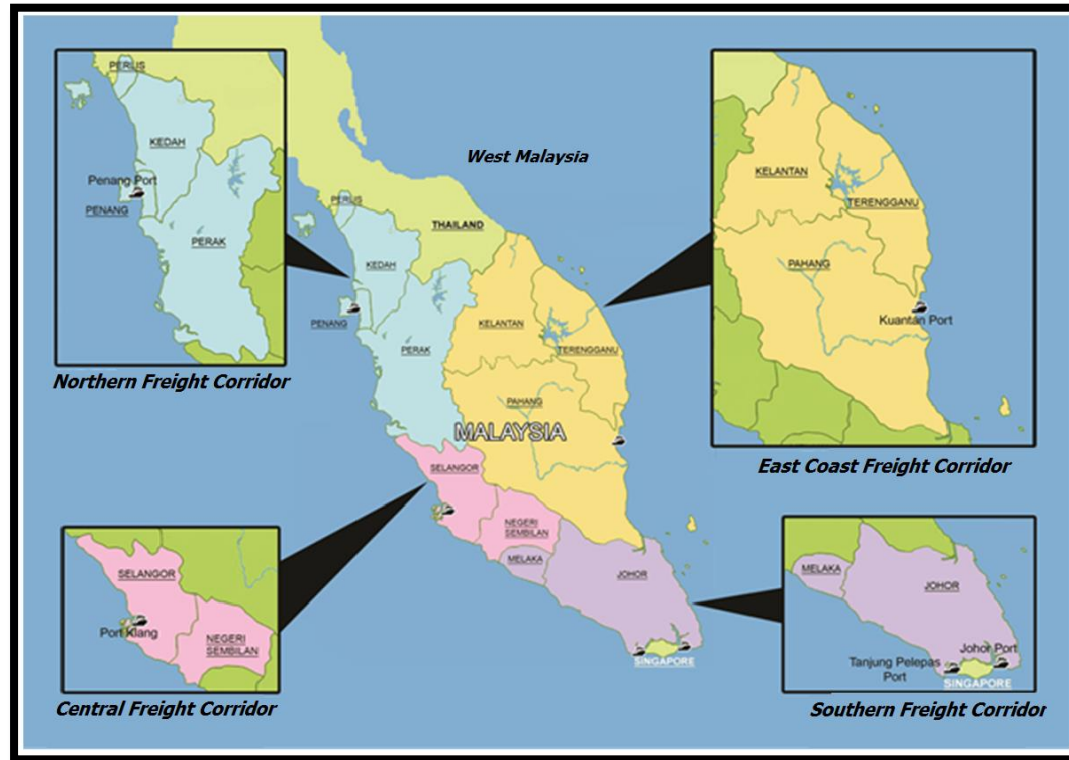 PERLIS
KEDAH
Penang Port
PENANG
PERAK
Northern Freight Corridor
West Malaysia
THAILAND
PERLIS
KEDAH
PENANG
PERAK
KELANTAN
TERENGGANU
PAHANG
MALAYSIA
SELANGOR
NEGERI
SEMBILAN
MELAKA
JOHOR
SINGAPORE
KELANTAN
TERENGGANU
PAHANG
Kuantan Port
East Coast Freight Corridor
SELANGOR
Port Klang
NEGERI
SEMBILAN
Central Freight Corridor
MELAKA
JOHOR
Johor Port
Tanjung Pelepas
Port
SINGAPORE
Southern Freight Corridor